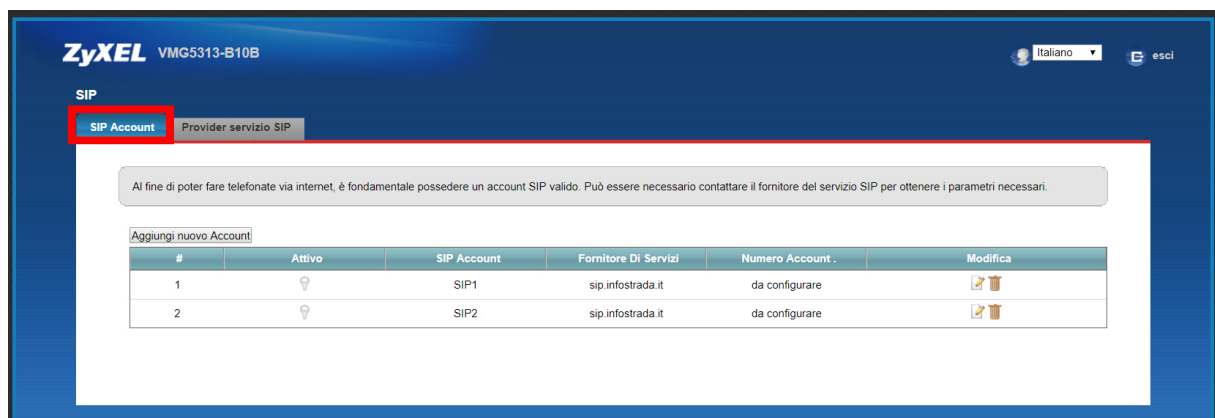 ZyXEL VMG5313-B10B
Italiano
esci
SIP
SIP Account
Provider servizio SIP
Al fine di poter fare telefonate via internet, è fondamentale possedere un account SIP valido. Può essere necessario contattare il fornitore del servizio SIP per ottenere i parametri necessari.
Aggiungi nuovo Account
# Attivo SIP Account Fornitore Di Servizi Numero Account . Modifica
1 SIP1 sip.infostrada.it da configurare
2 SIP2 sip.infostrada.it da configurare